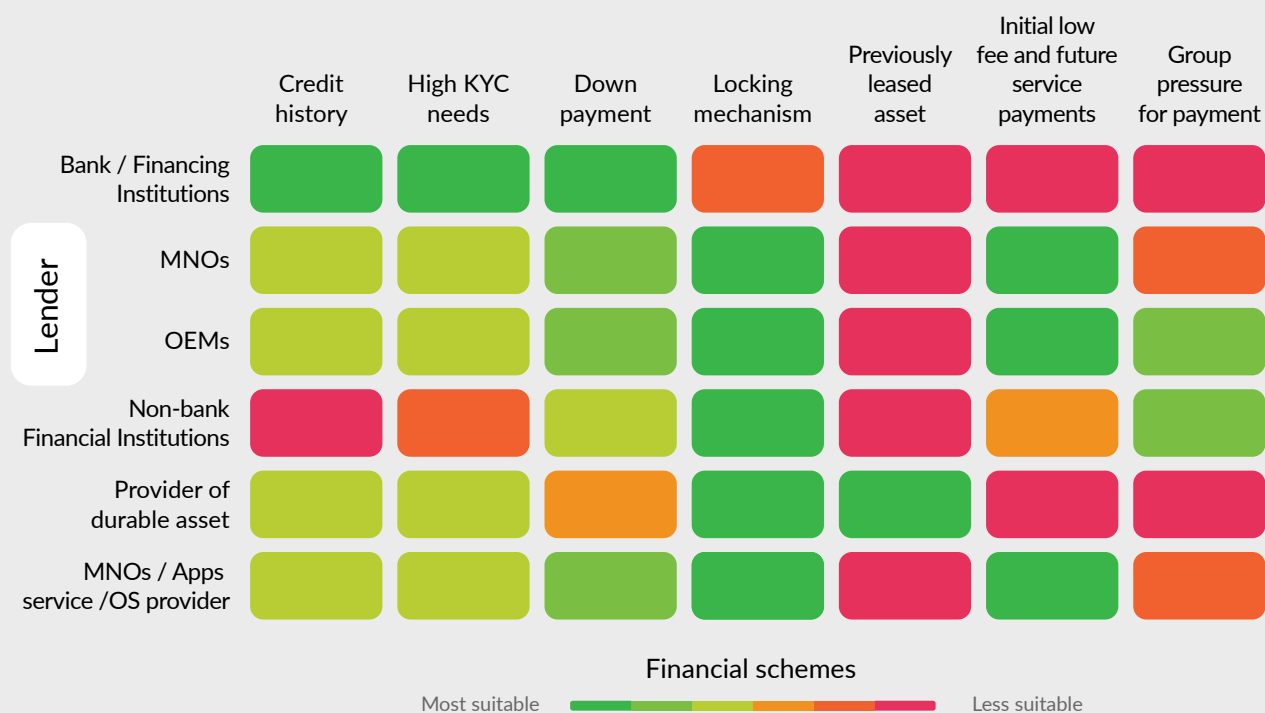 Credit
history
High KYC
needs
Down
payment
Locking
mechanism
Previously
leased
asset
Initial low
fee and future
service
payments
Group
pressure
for payment
Lender
Bank / Financing
Institutions
MNOs
OEMs
Non-bank
Financial Institutions
Provider of
durable asset
MNOs / Apps
service /OS provider
Financial schemes
Most suitable
Less suitable